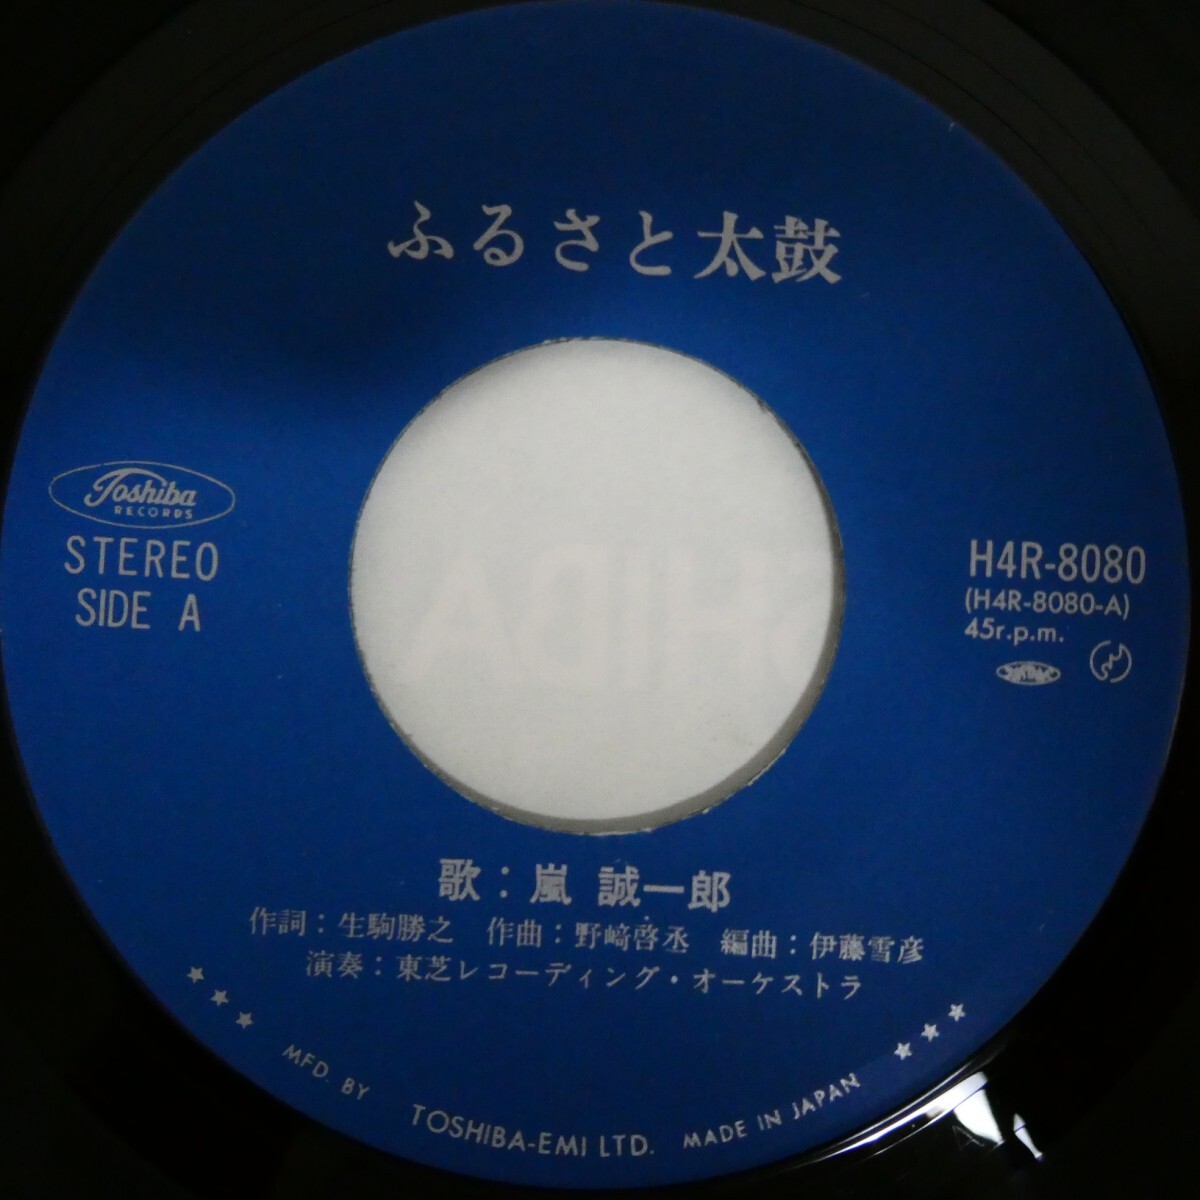 ふるさと太鼓
Toshiba
RECORDS
STEREO
SIDE A
H4R-8080
(H4R-8080-A)
45r.p.m.
歌：嵐 誠一郎
作詞：生駒勝之 作曲：野﨑啓丞 編曲：伊藤雪彦
演奏：東芝レコーディング・オーケストラ
MFD. BY TOSHIBA-EMI LTD. MADE IN JAPAN